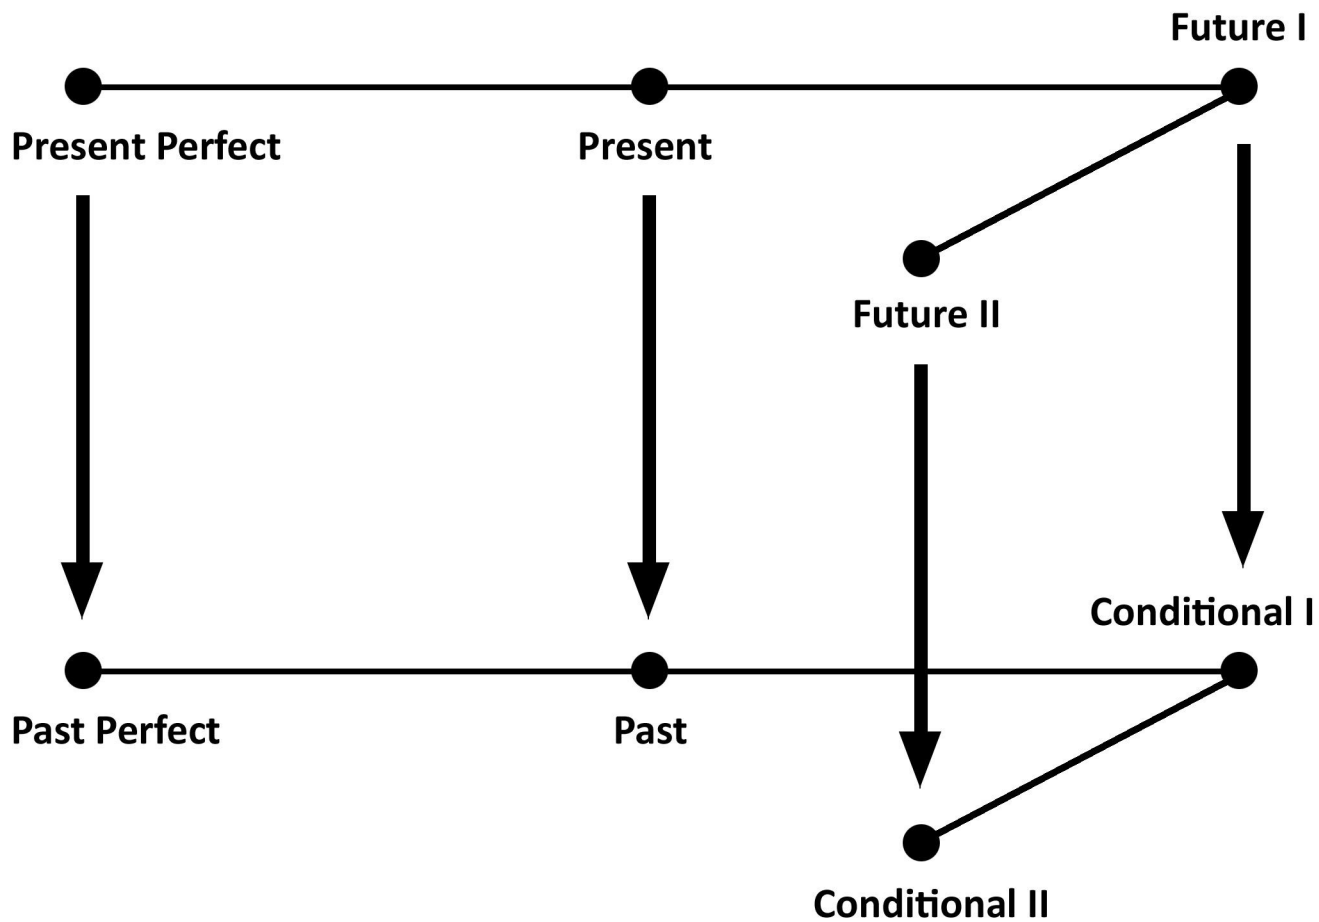 Future I
Present Perfect
Present
Future II
Conditional I
Past Perfect
Past
Conditional II